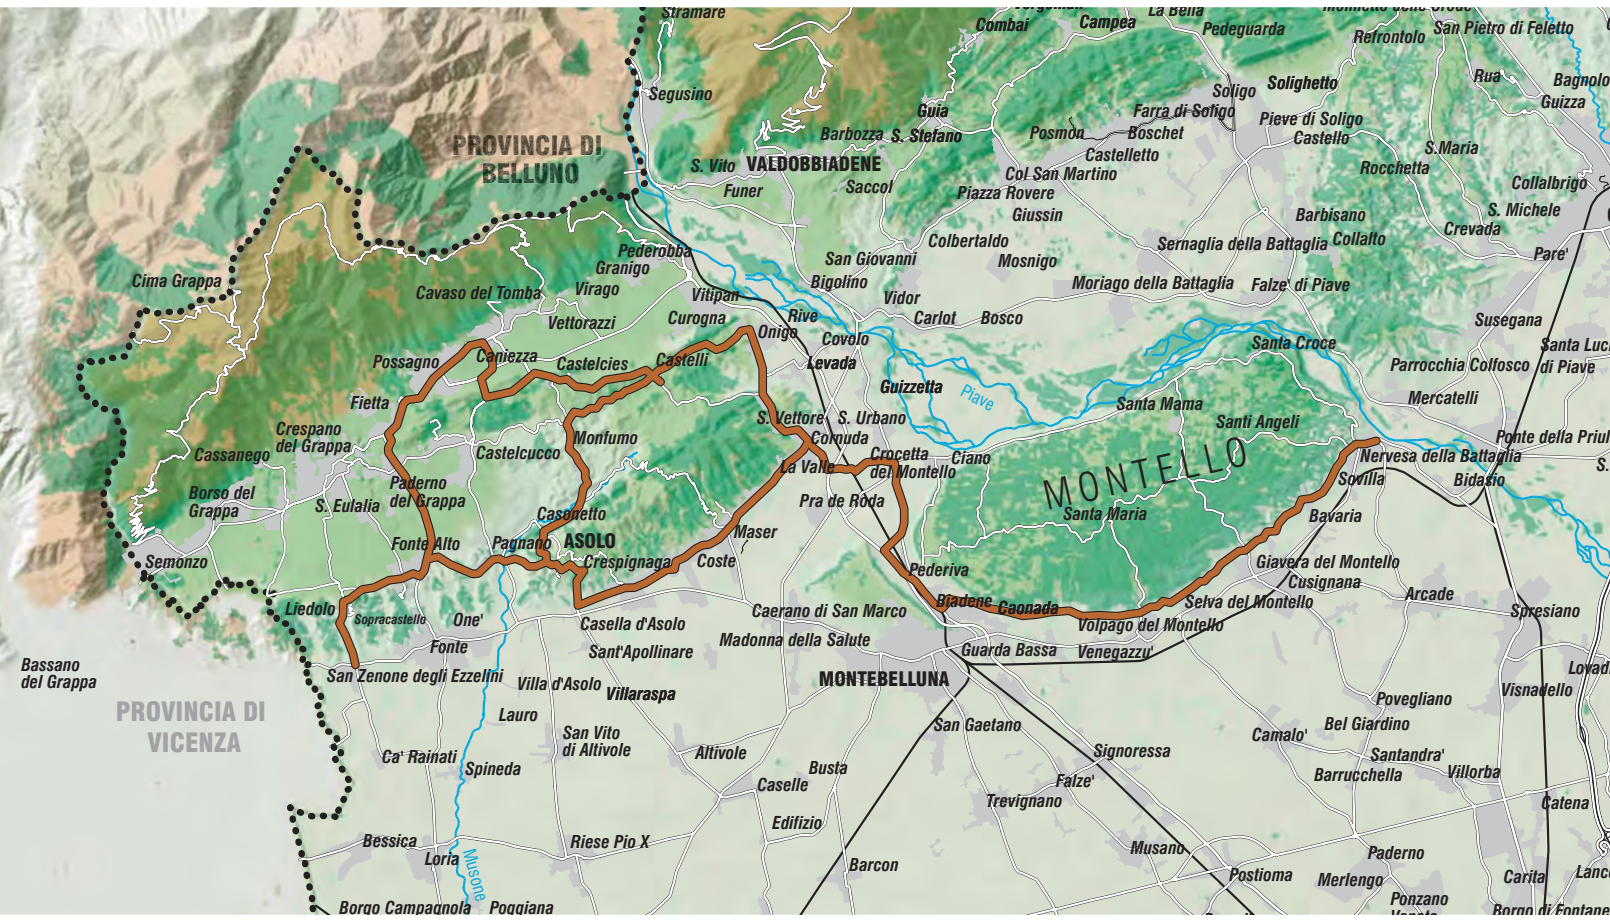 Stramare
Combai
Campea
La Bella
Pedeguarda
Refrontolo
San Pietro di Feletto
Rua
Bagnolo
Guizza
Segusino
Guia
Soligo
Solighetto
Farra di Soligo
Pieve di Soligo
Castello
PROVINCIA DI
BELLUNO
Barbozza
S. Stefano
Posmon
Boschet
Castelletto
S.Maria
Rocchetta
S. Vito
VALDOBBIADENE
Funer
Saccol
Col San Martino
Piazza Rovere
Giussin
Collalbrigo
S. Michele
Crevada
Barbisano
Collalto
Colbertaldo
Mosnigo
Sernaglia della Battaglia
Pare'
Cima Grappa
Pederobba
Granigo
Virago
San Giovanni
Bigolino
Moriago della Battaglia
Falze' di Piave
Cavaso del Tomba
Vitipan
Vidor
Carlot
Bosco
Curogna
Rive
Onigo
Covolo
Vettorazzi
Susegana
Santa Croce
Santa Luc
di Piave
Possagno
Caniezza
Castelcies
Castelli
Levada
Parrocchia Colfosco
Guizzetta
Piave
Mercatelli
Fietta
Santa Mama
Santi Angeli
S. Vettore
S. Urbano
Crespano
del Grappa
Cassanego
Monfumo
Castelcucco
Cornuda
La Valle
Crocetta
del Montello
Ciano
MONTELLO
Ponte della Priul
Nervesa della Battaglia
S.
Sovilla
Bidasio
Borso del
Grappa
S. Eulalia
Paderno
del Grappa
Pra de Roda
Santa Maria
Bavaria
Casonetto
Maser
Semonzo
Fonte Alto
Pagnano
ASOLO
Crespignaga
Coste
Pederiva
Giavera del Montello
Cusignana
Arcade
Spresiano
Liedolo
Sopracastello
One'
Biadene
Caonada
Selva del Montello
Caerano di San Marco
Volpago del Montello
Casella d'Asolo
Madonna della Salute
Fonte
Sant'Apollinare
Guarda Bassa
Venegazzu'
Bassano
del Grappa
San Zenone degli Ezzelini
Villa d'Asolo
Villaraspa
MONTEBELLUNA
Lovad
Visnadello
Povegliano
PROVINCIA DI
VICENZA
Lauro
San Vito
di Altivole
San Gaetano
Bel Giardino
Camalo'
Ca' Rainati
Spineda
Altivole
Signoressa
Santandra'
Busta
Caselle
Falze'
Barrucchella
Villorba
Trevignano
Catena
Edifizio
Bessica
Loria
Musone
Riese Pio X
Musano
Paderno
Barcon
Postioma
Merlengo
Carita
Lanc
Borgo Campagnola
Poggiana
Ponzano
Borgo di Fontane